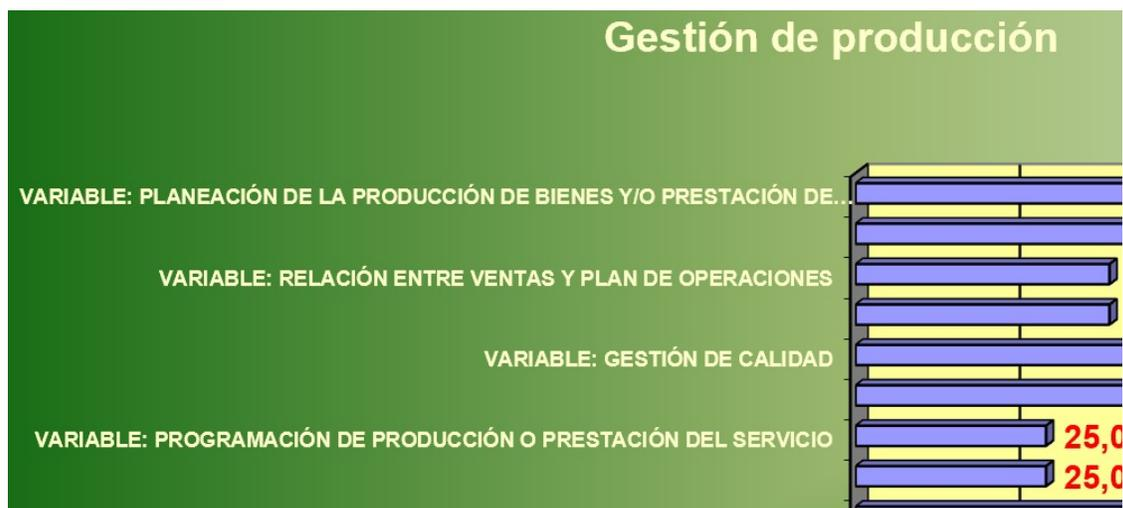 Gestión de producción
VARIABLE: PLANEACIÓN DE LA PRODUCCIÓN DE BIENES Y/O PRESTACIÓN DE...
VARIABLE: RELACIÓN ENTRE VENTAS Y PLAN DE OPERACIONES
VARIABLE: GESTIÓN DE CALIDAD
VARIABLE: PROGRAMACIÓN DE PRODUCCIÓN O PRESTACIÓN DEL SERVICIO
25,0
25,0